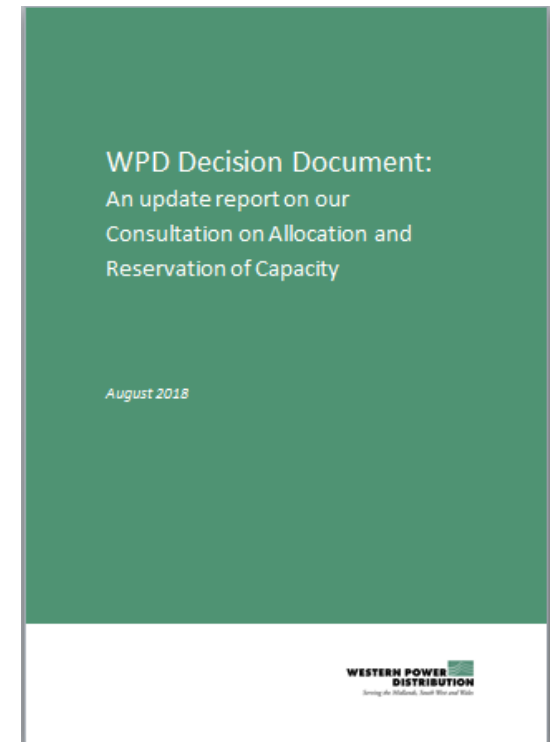 WPD Decision Document:
An update report on our
Consultation on Allocation and
Reservation of Capacity
August 2018
WESTERN POWER
DISTRIBUTION
Serving the Midlands, South West and Wales